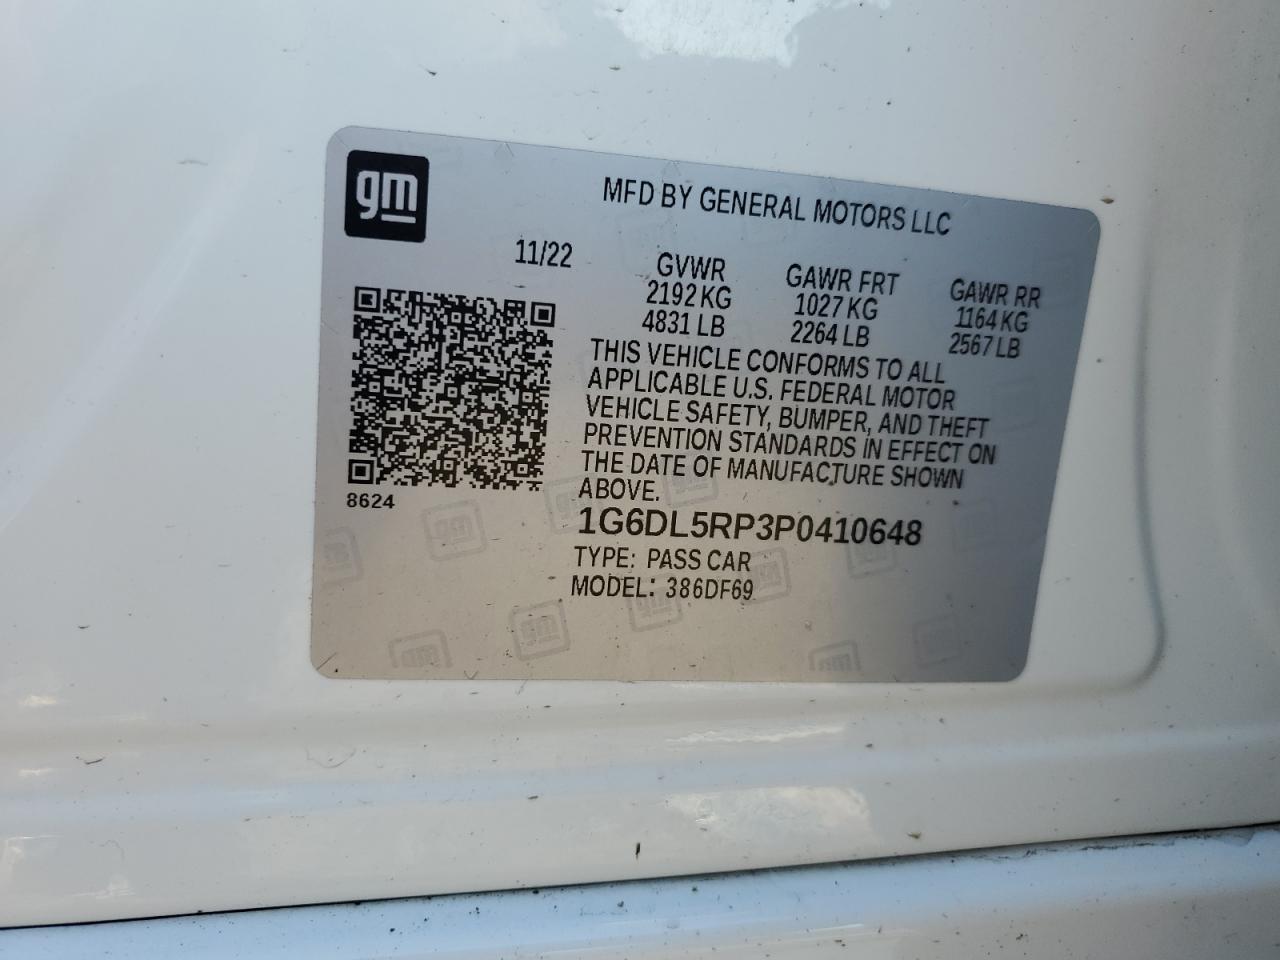 gm
MFD BY GENERAL MOTORS LLC
11/22
GVWR
2192 KG
4831 LB
GAWR FRT
1027 KG
2264 LB
GAWR RR
1164 KG
2567 LB
THIS VEHICLE CONFORMS TO ALL
APPLICABLE U.S. FEDERAL MOTOR
VEHICLE SAFETY, BUMPER, AND THEFT
PREVENTION STANDARDS IN EFFECT ON
THE DATE OF MANUFACTURE SHOWN
ABOVE.
8624
1G6DL5RP3P0410648
TYPE: PASS CAR
MODEL: 386DF69